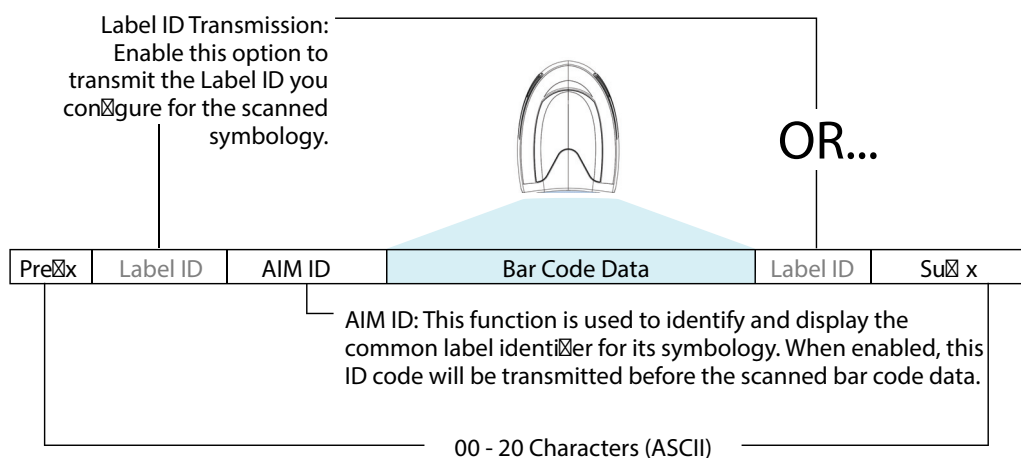 Label ID Transmission:
Enable this option to
transmit the Label ID you
con☒gure for the scanned
symbology.
OR...
Pre☒x Label ID AIM ID Bar Code Data Label ID Su☒ x
AIM ID: This function is used to identify and display the
common label identi☒er for its symbology. When enabled, this
ID code will be transmitted before the scanned bar code data.
00 - 20 Characters (ASCII)